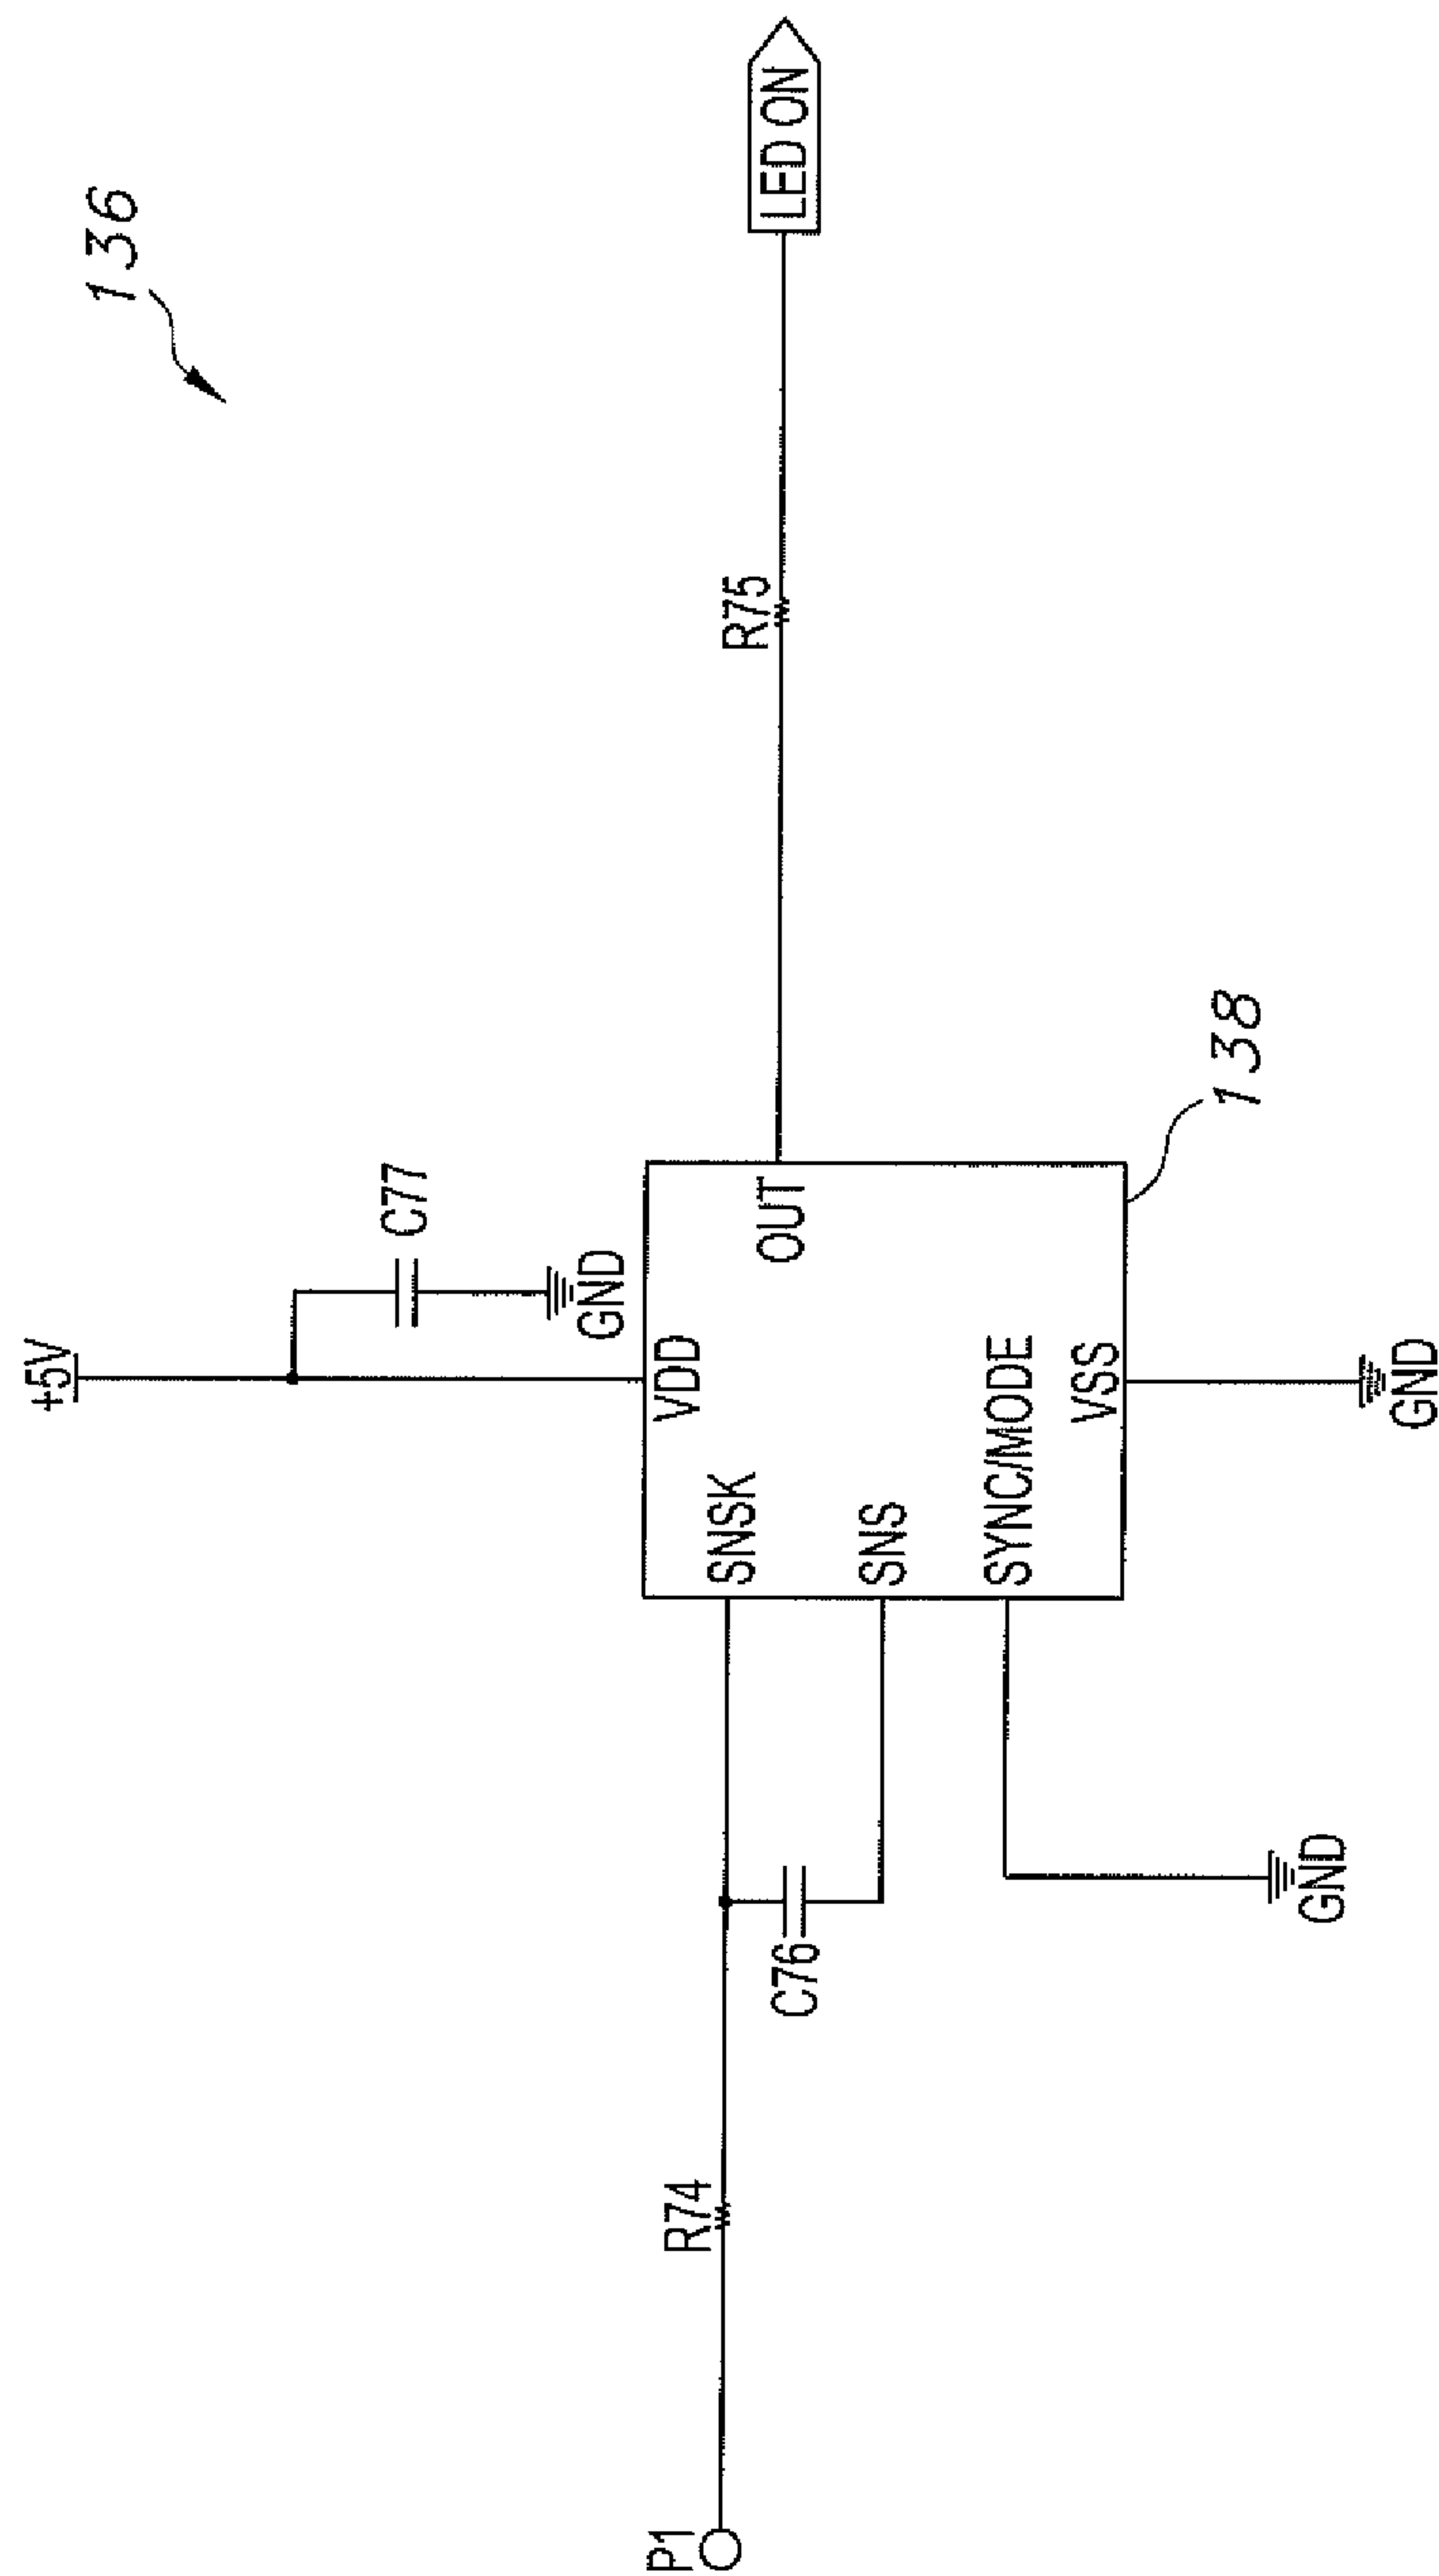 136
+5V
C77
GND
VDD
SNSK
OUT
SNS
SYNC/MODE
VSS
138
GND
GND
C76
R74
P1
R75
LED ON